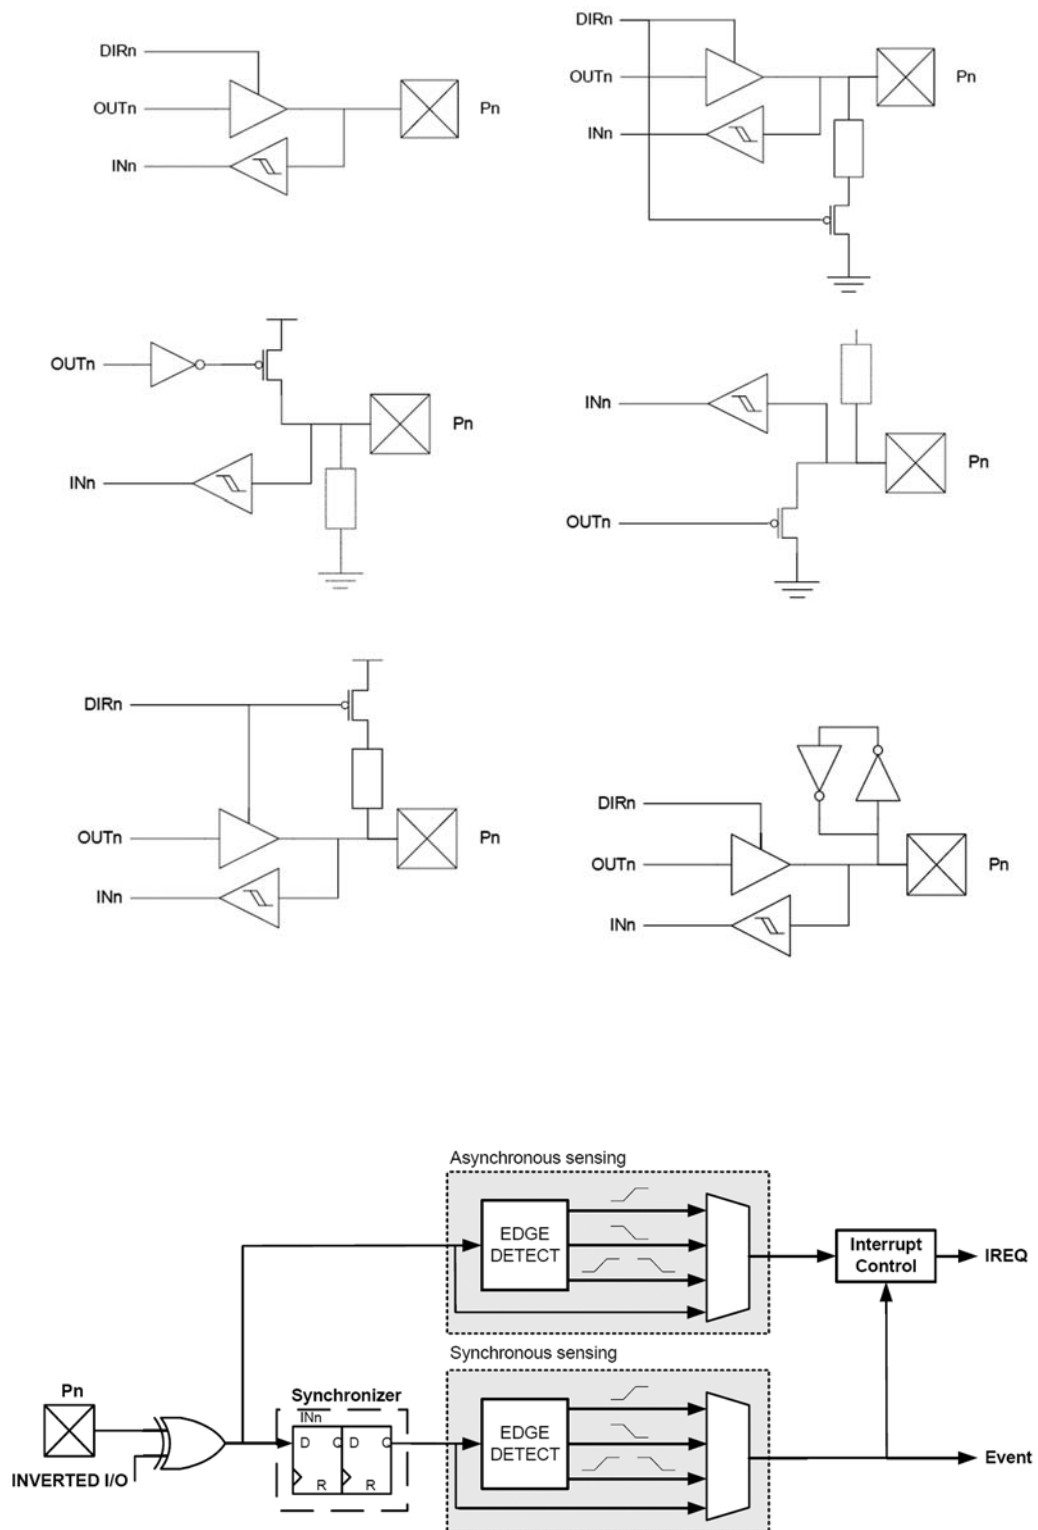 DIRn
OUTn
Pn
INn
DIRn
OUTn
Pn
INn
OUTn
Pn
INn
INn
Pn
OUTn
DIRn
OUTn
Pn
INn
DIRn
OUTn
Pn
INn
Asynchronous sensing
EDGE
DETECT
Interrupt
Control
IREQ
Synchronous sensing
Pn
Synchronizer
INn
D Q D Q
R R
INVERTED I/O
EDGE
DETECT
Event